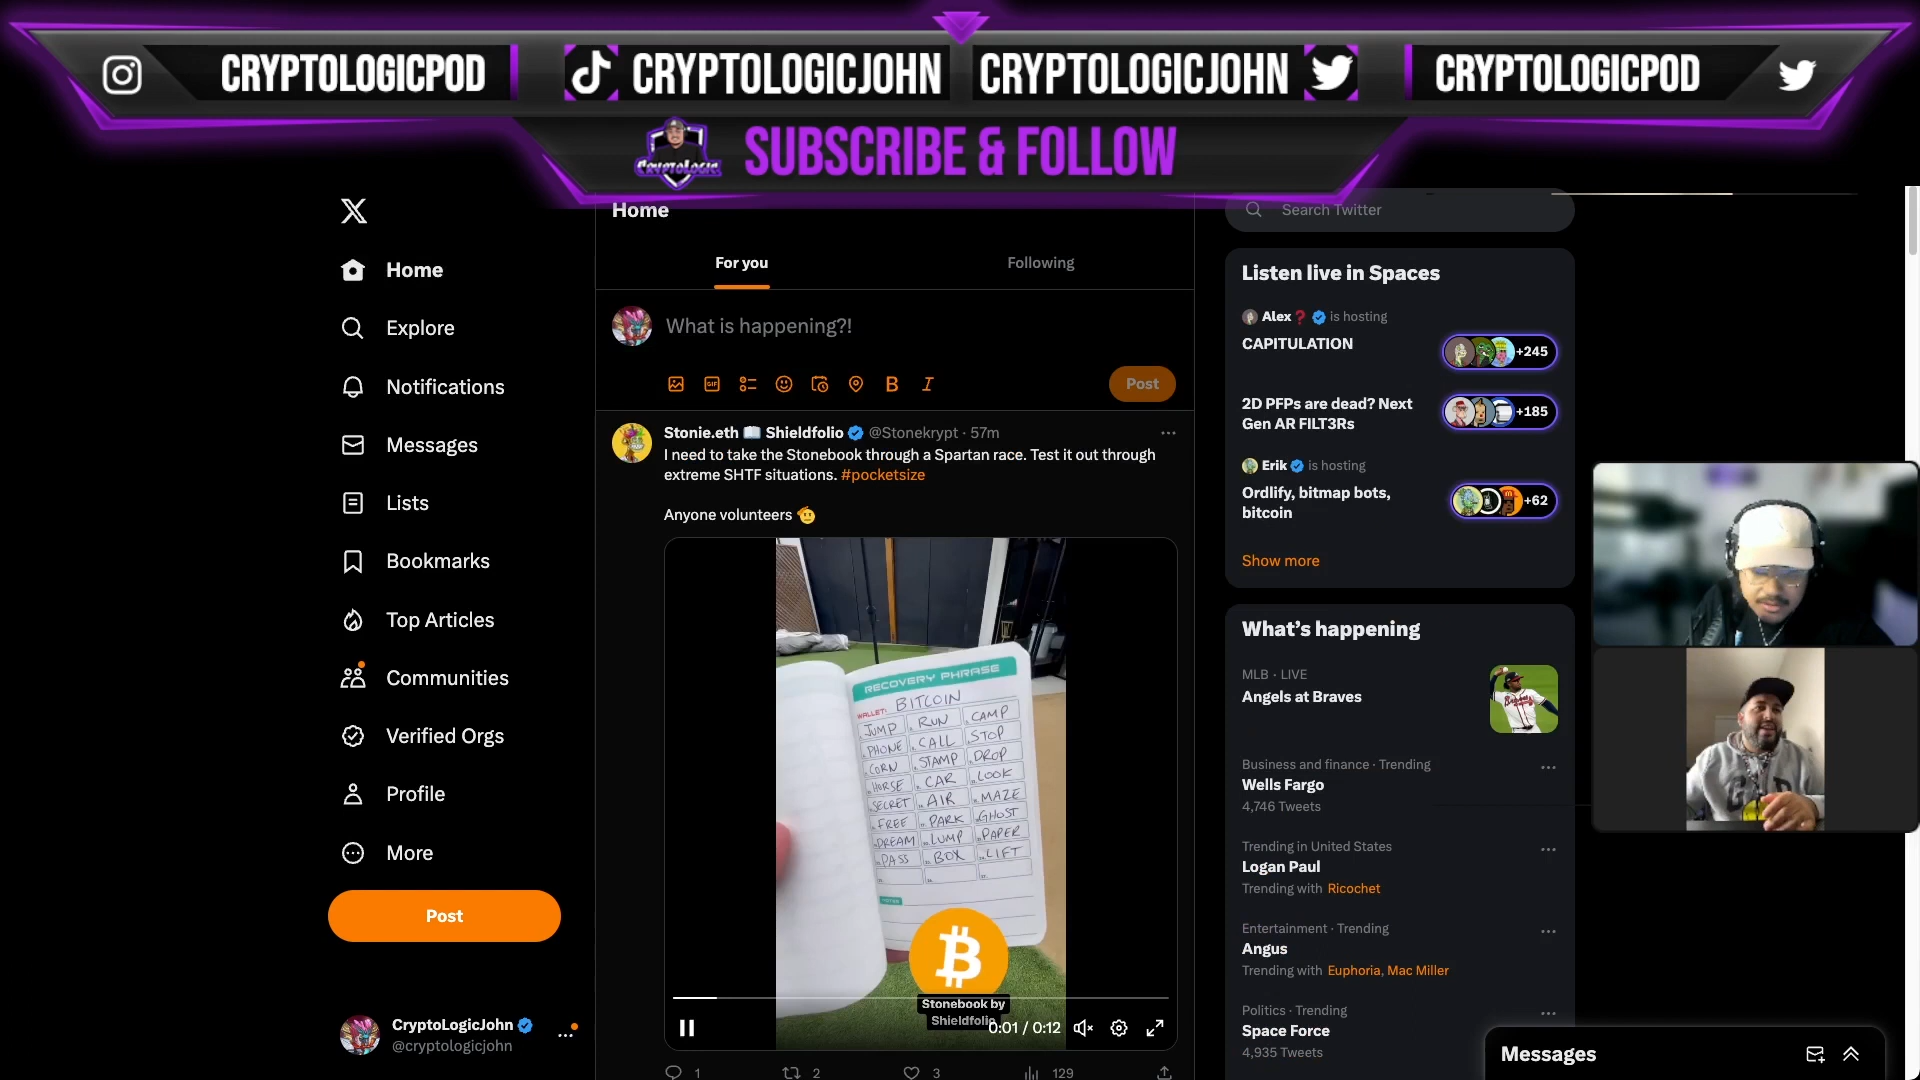 CRYPTOLOGICPOD
CRYPTOLOGICJOHN
CRYPTOLOGICJOHN
CRYPTOLOGICPOD
CRYPTOLOGIC
SUBSCRIBE & FOLLOW
Home
Explore
Notifications
Messages
Lists
Bookmarks
Top Articles
Communities
Verified Orgs
Profile
More
Post
CryptoLogicJohn
@cryptologicjohn
Home
For you
Following
What is happening?!
GIF
B I
Post
Stonie.eth 📖 Shieldfolio @Stonekrypt · 57m
I need to take the Stonebook through a Spartan race. Test it out through
extreme SHTF situations. #pocketsize
Anyone volunteers 🫡
RECOVERY PHRASE
WALLET: BITCOIN
JUMP RUN CAMP
PHONE CALL STOP
CORN STAMP DROP
HORSE CAR LOOK
SECRET AIR MAZE
FREE PARK GHOST
DREAM LUMP PAPER
PASS BOX LIFT
NOTES
Stonebook by
Shieldfolio
0:01 / 0:12
1 2 3 129
Search Twitter
Listen live in Spaces
Alex❓ is hosting
CAPITULATION
+245
2D PFPs are dead? Next
Gen AR FILT3Rs
+185
Erik is hosting
Ordlify, bitmap bots,
bitcoin
+62
Show more
What's happening
MLB · LIVE
Angels at Braves
Business and finance · Trending
Wells Fargo
4,746 Tweets
Trending in United States
Logan Paul
Trending with Ricochet
Entertainment · Trending
Angus
Trending with Euphoria, Mac Miller
Politics · Trending
Space Force
4,935 Tweets
Messages